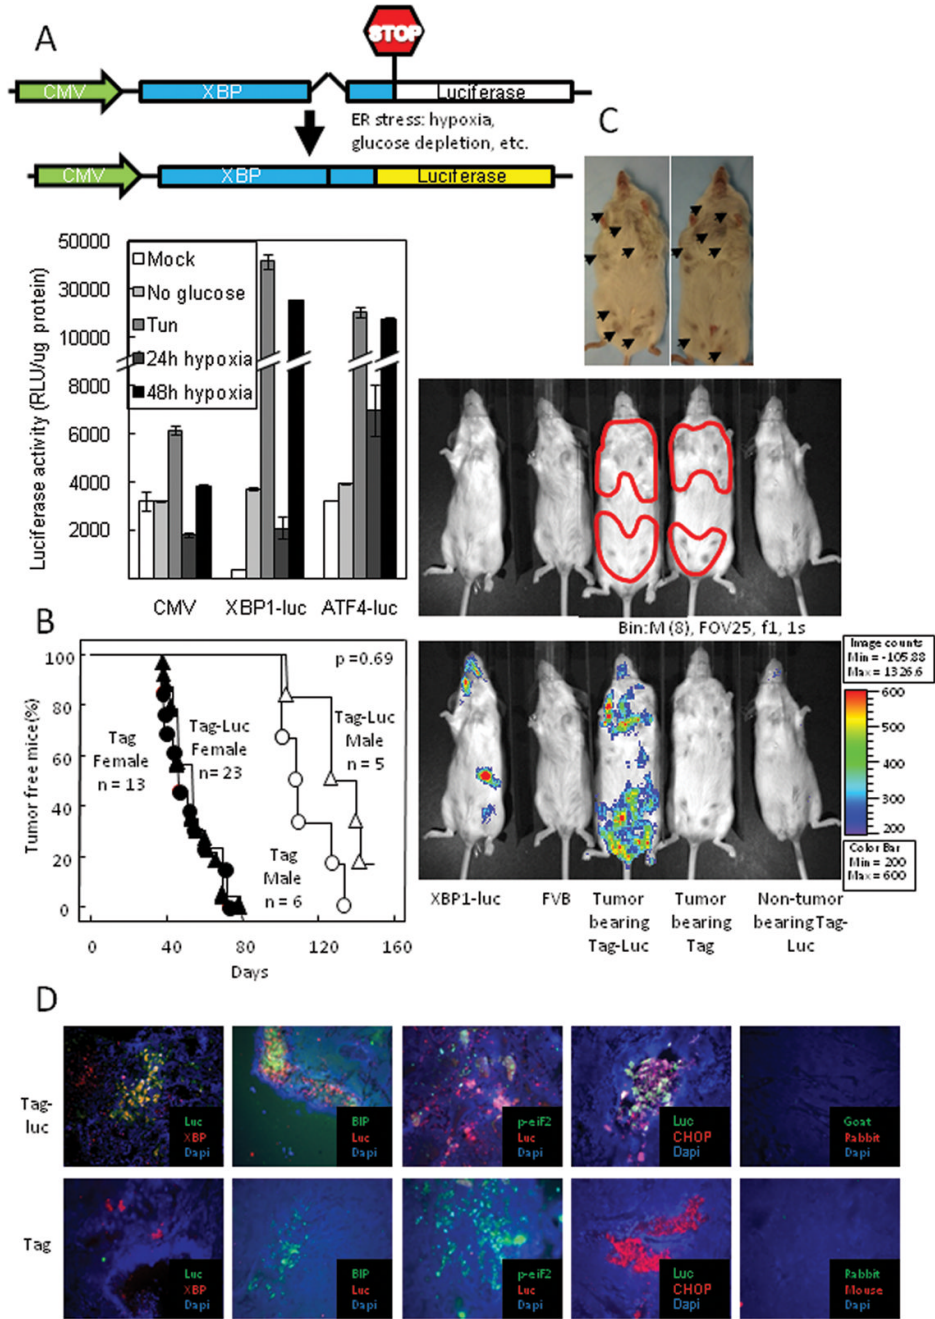 A
STOP
CMV
XBP
Luciferase
ER stress: hypoxia,
glucose depletion, etc.
CMV
XBP
Luciferase
C
50000
30000
10000
8000
6000
4000
2000
Luciferase activity (RLU/ug protein)
Mock
No glucose
Tun
24h hypoxia
48h hypoxia
CMV
XBP1-luc
ATF4-luc
Bin:M (8), FOV25, f1, 1s
B
100
80
60
40
20
0
Tumor free mice(%)
p =0.69
Tag
Female
n = 13
Tag-Luc
Female
n= 23
Tag-Luc
Male
n = 5
Tag
Male
n = 6
0
40
80
120
160
Days
Image counts
Min = -105.88
Max = 1326.6
600
500
400
300
200
Color Bar
Min = 200
Max = 600
XBP1-luc
FVB
Tumor
bearing
Tag-Luc
Tumor
bearing
Tag
Non-tumor
bearingTag-
Luc
D
Tag-
luc
Luc
XBP
Dapi
BIP
Luc
Dapi
p-eiF2
Luc
Dapi
Luc
CHOP
Dapi
Goat
Rabbit
Dapi
Tag
Luc
XBP
Dapi
BIP
Luc
Dapi
p-eiF2
Luc
Dapi
Luc
CHOP
Dapi
Rabbit
Mouse
Dapi